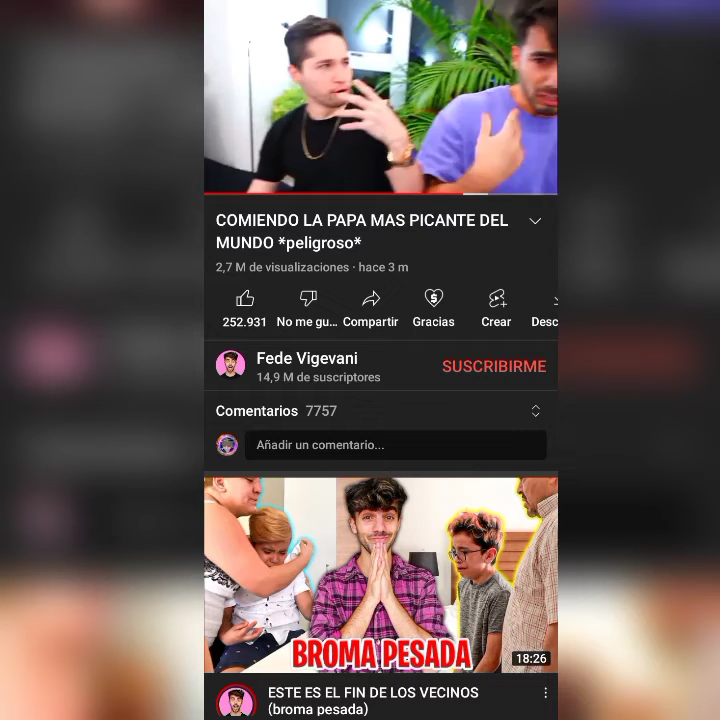 COMIENDO LA PAPA MAS PICANTE DEL
MUNDO *peligroso*
2,7 M de visualizaciones · hace 3 m
252.931 No me gu... Compartir Gracias Crear Desc
Fede Vigevani
14,9 M de suscriptores
SUSCRIBIRME
Comentarios 7757
Añadir un comentario...
BROMA PESADA
18:26
ESTE ES EL FIN DE LOS VECINOS
(broma pesada)